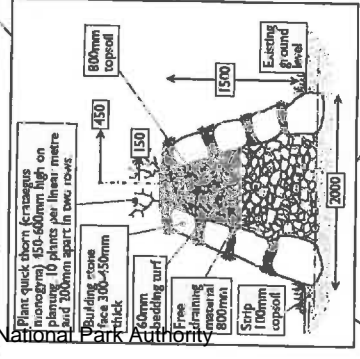 Plant quick thorn (crataegus
monogyna) 450-600mm high on
planting. 10 plants per linear metre
and 200mm apart in two rows.
Building stone
face 300-450mm
thick
60mm
bedding turf
Free
draining
material
800mm
Strip
100mm
topsoil
800mm
topsoil
450
150
1500
Existing
ground
level
2000
National Park Authority